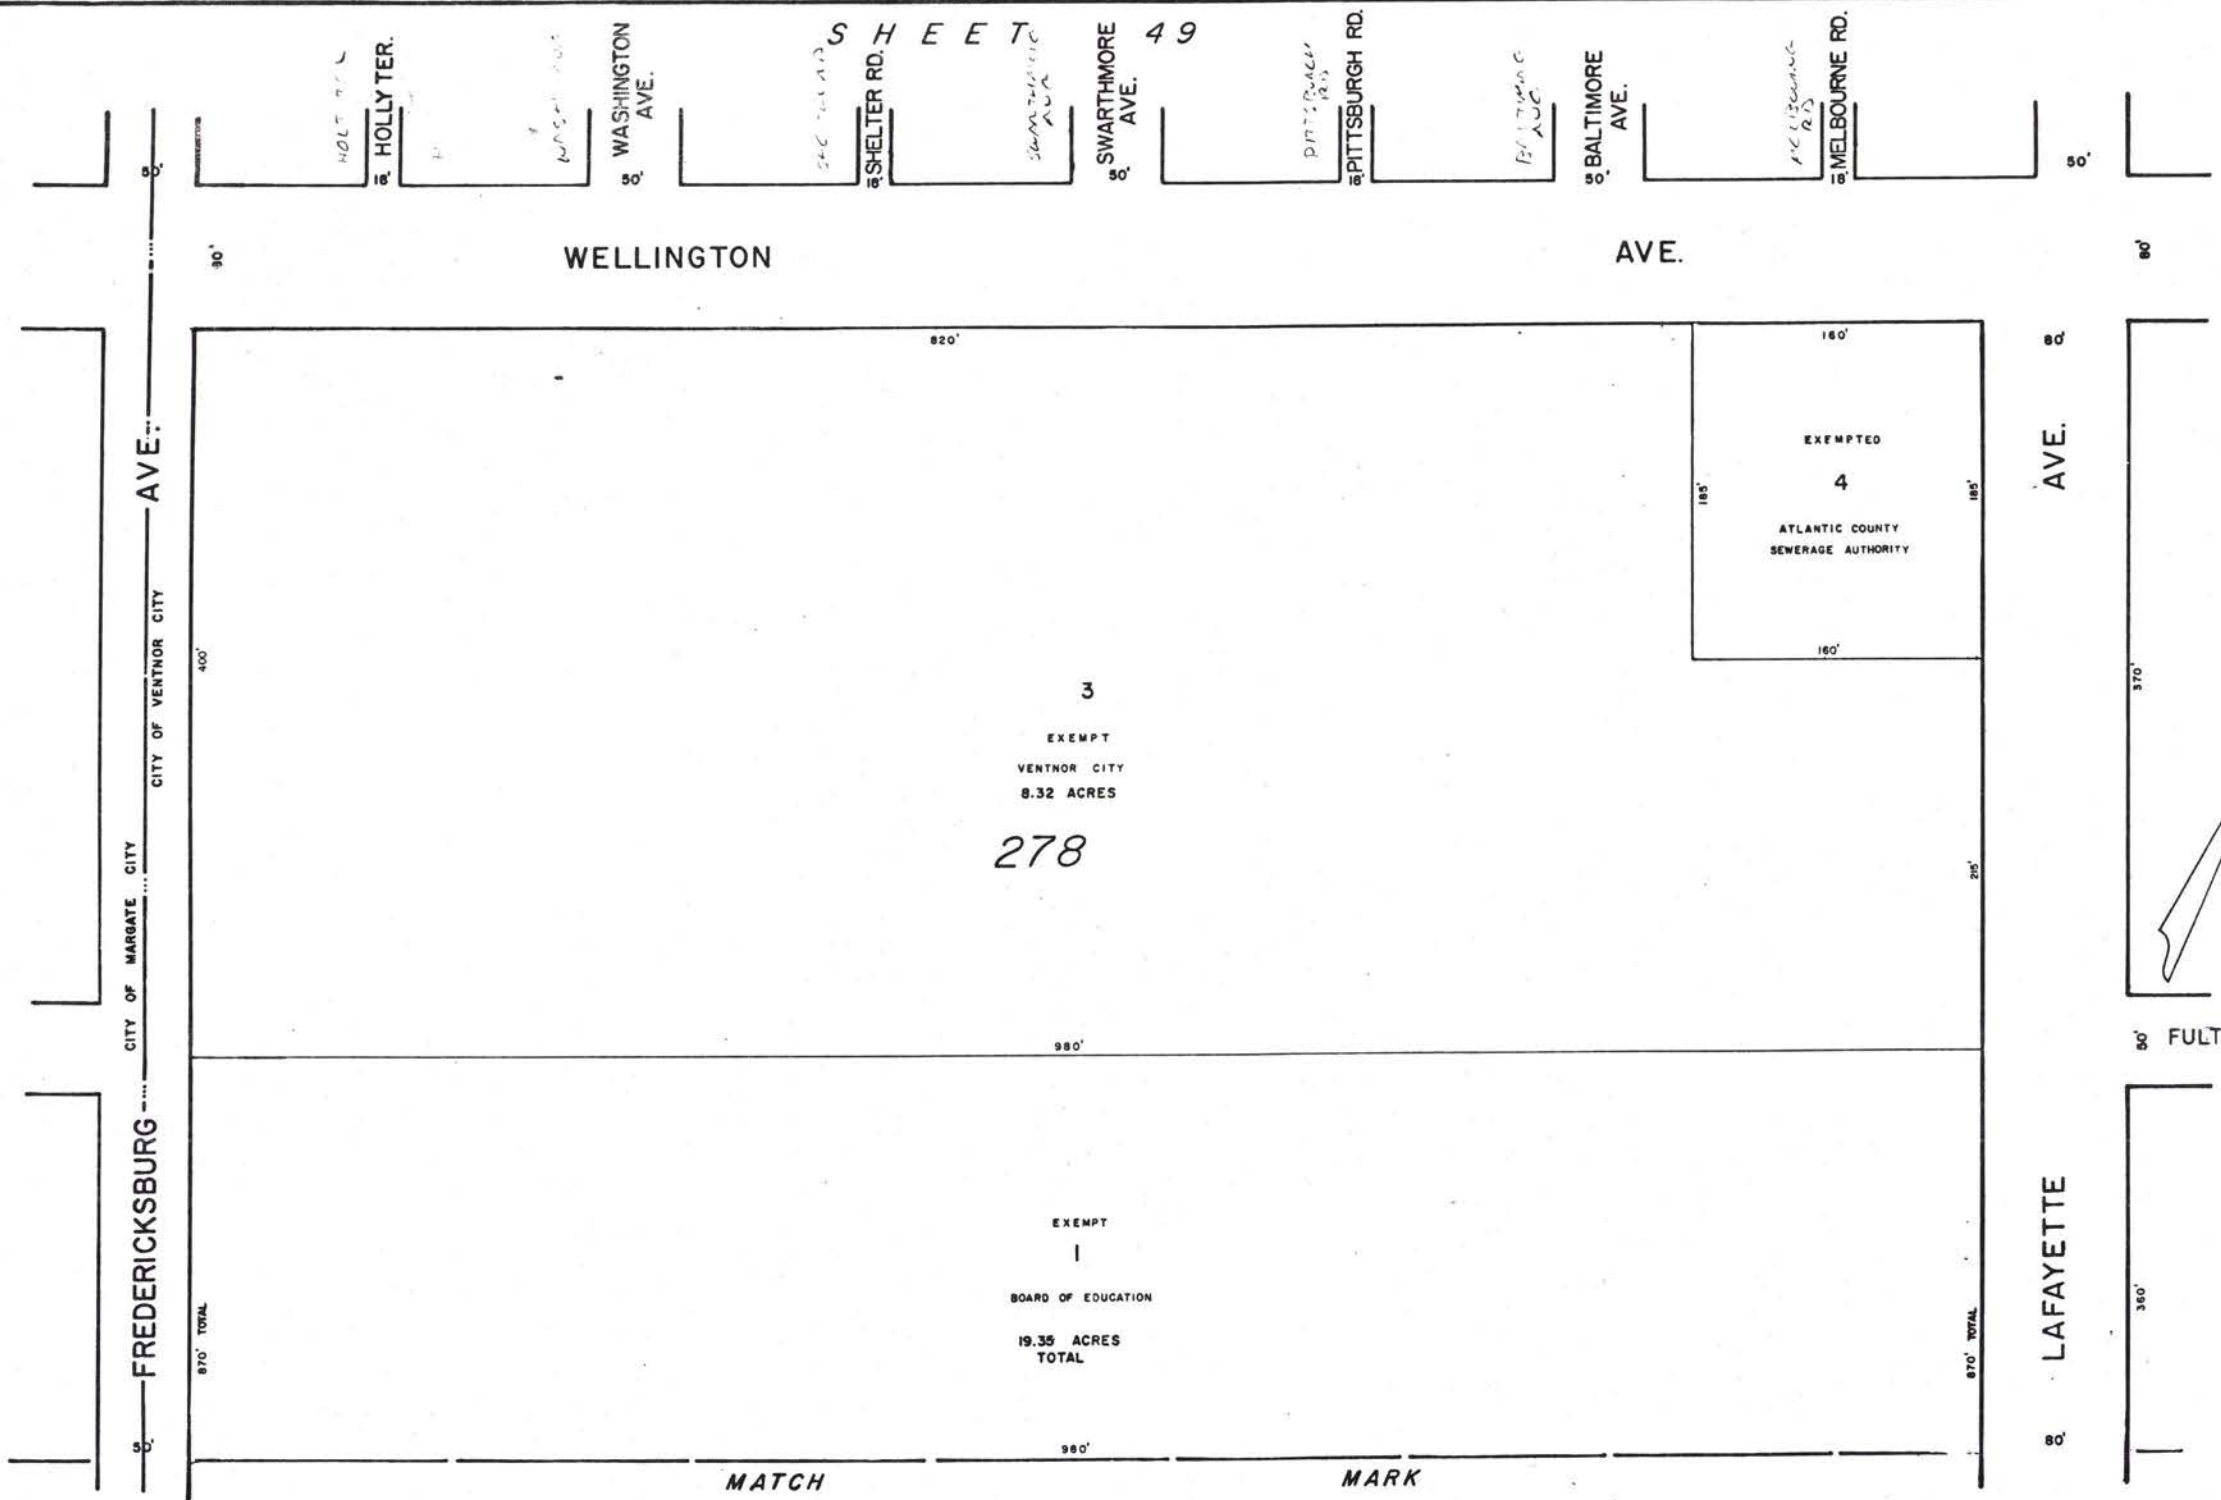 SHEET 49
HOLLY TER.
WASHINGTON
AVE.
SHELTER RD.
SWARTHMORE
AVE.
PITTSBURGH
RD
PITTSBURGH RD.
BALTIMORE
AVE.
MELBOURNE RD.
50'
18'
50'
18'
50'
18'
50'
18'
50'
80'
WELLINGTON AVE.
80'
820'
160'
80'
EXEMPTED
4
ATLANTIC COUNTY
SEWERAGE AUTHORITY
185'
185'
160'
AVE.
CITY OF VENTNOR CITY
CITY OF MARGATE CITY
FREDERICKSBURG
400'
3
EXEMPT
VENTNOR CITY
8.32 ACRES
278
215'
370'
AVE.
980'
50'
FULT
EXEMPT
1
BOARD OF EDUCATION
19.35 ACRES
TOTAL
870' TOTAL
870' TOTAL
LAFAYETTE
360'
50'
980'
80'
MATCH MARK